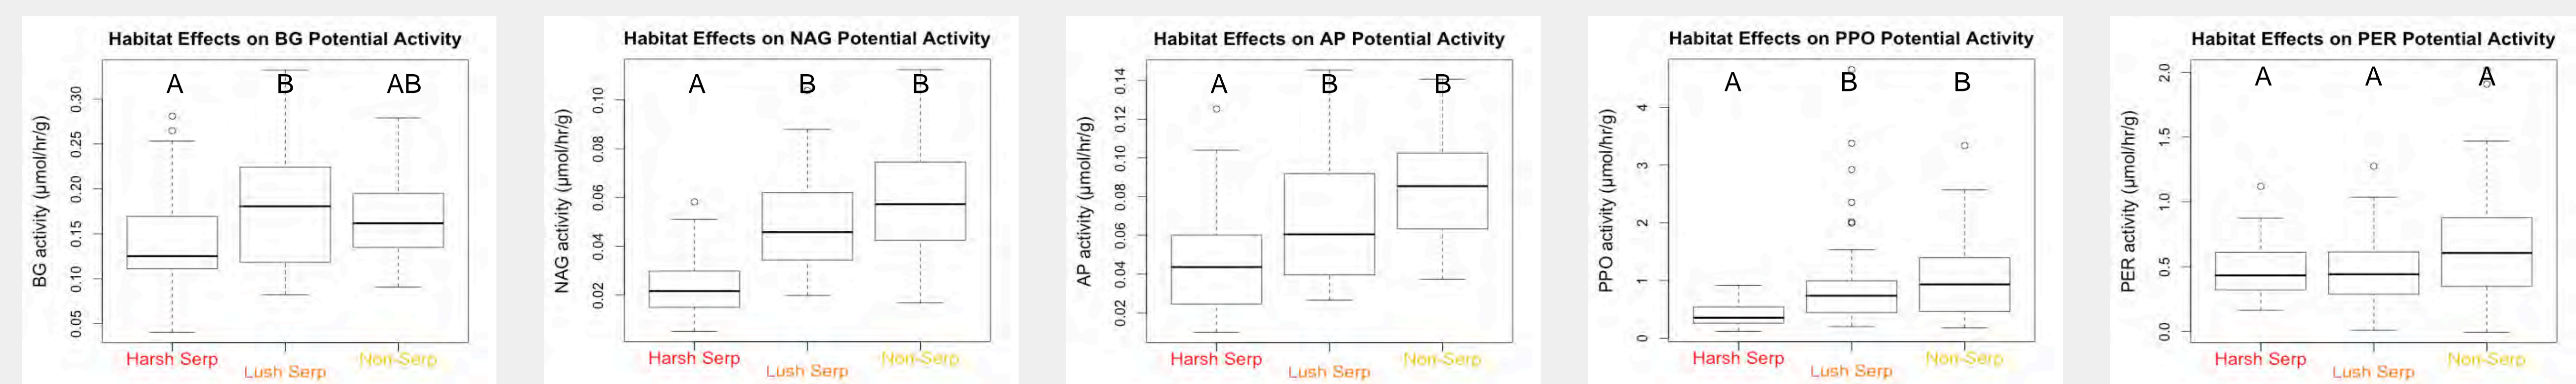 Habitat Effects on BG Potential Activity
A B AB
BG activity (μmol/hr/g)
0.30
0.25
0.20
0.15
0.10
0.05
Harsh Serp
Lush Serp
Non-Serp
Habitat Effects on NAG Potential Activity
A B B
NAG activity (μmol/hr/g)
0.10
0.08
0.06
0.04
0.02
Harsh Serp
Lush Serp
Non-Serp
Habitat Effects on AP Potential Activity
A B B
AP activity (μmol/hr/g)
0.14
0.12
0.10
0.08
0.06
0.04
0.02
Harsh Serp
Lush Serp
Non-Serp
Habitat Effects on PPO Potential Activity
A B B
PPO activity (μmol/hr/g)
4
3
2
1
0
Harsh Serp
Lush Serp
Non-Serp
Habitat Effects on PER Potential Activity
A A A
PER activity (μmol/hr/g)
2.0
1.5
1.0
0.5
0.0
Harsh Serp
Lush Serp
Non-Serp